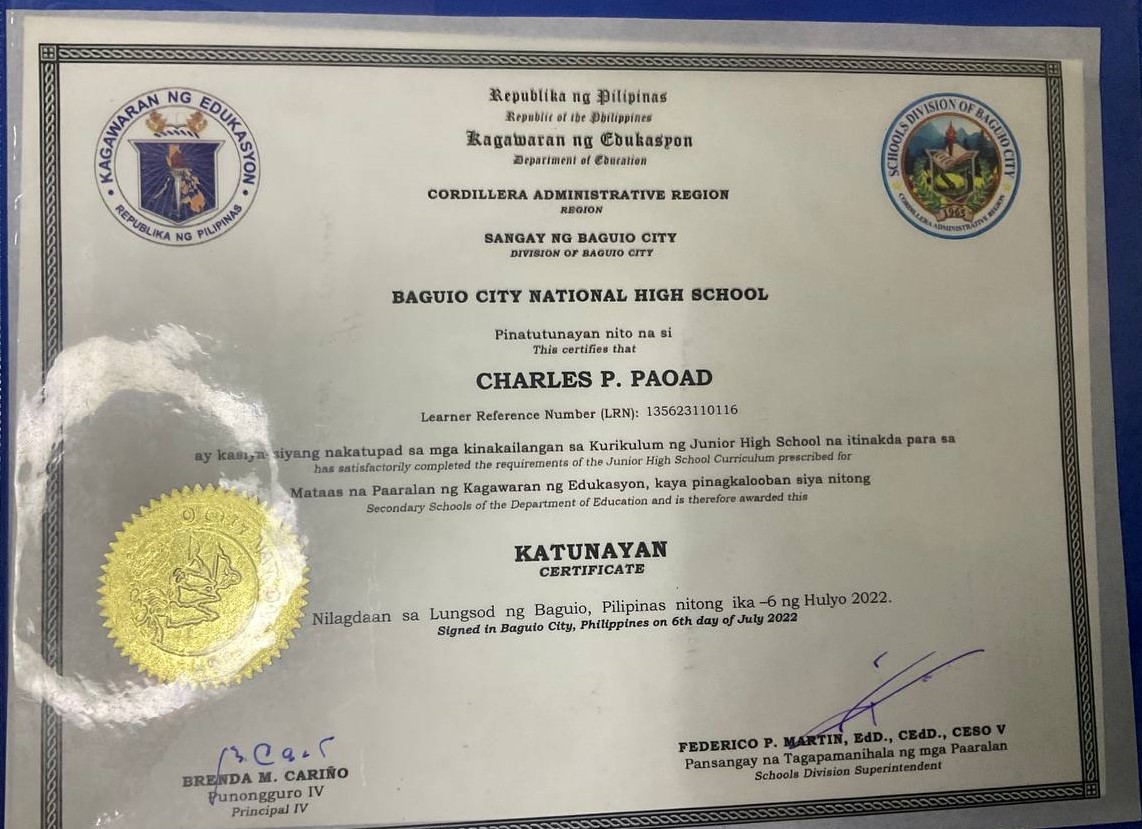 KAGAWARAN NG EDUKASYON
REPUBLIKA NG PILIPINAS
Republika ng Pilipinas
Republic of the Philippines
Kagawaran ng Edukasyon
Department of Education
SCHOOLS DIVISION OF BAGUIO CITY
1965
CORDILLERA ADMINISTRATIVE REGION
CORDILLERA ADMINISTRATIVE REGION
REGION
SANGAY NG BAGUIO CITY
DIVISION OF BAGUIO CITY
BAGUIO CITY NATIONAL HIGH SCHOOL
Pinatutunayan nito na si
This certifies that
CHARLES P. PAOAD
Learner Reference Number (LRN): 135623110116
ay kasiya-siyang nakatupad sa mga kinakailangan sa Kurikulum ng Junior High School na itinakda para sa
has satisfactorily completed the requirements of the Junior High School Curriculum prescribed for
Mataas na Paaralan ng Kagawaran ng Edukasyon, kaya pinagkalooban siya nitong
Secondary Schools of the Department of Education and is therefore awarded this
KATUNAYAN
CERTIFICATE
Nilagdaan sa Lungsod ng Baguio, Pilipinas nitong ika –6 ng Hulyo 2022.
Signed in Baguio City, Philippines on 6th day of July 2022
BRENDA M. CARIÑO
Punongguro IV
Principal IV
FEDERICO P. MARTIN, EdD., CEdD., CESO V
Pansangay na Tagapamanihala ng mga Paaralan
Schools Division Superintendent